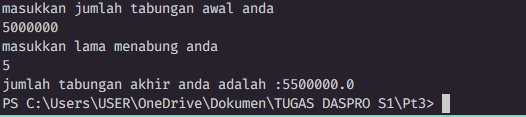 masukkan jumlah tabungan awal anda
5000000
masukkan lama menabung anda
5
jumlah tabungan akhir anda adalah :5500000.0
PS C:\Users\USER\OneDrive\Dokumen\TUGAS DASPRO S1\Pt3>